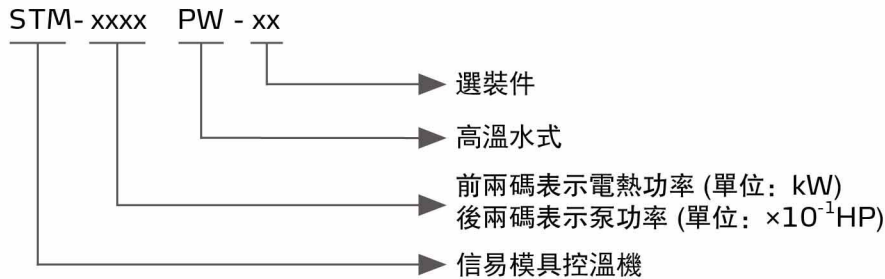 STM- xxxx PW - xx
選裝件
高溫水式
前兩碼表示電熱功率 (單位：kW)
後兩碼表示泵功率 (單位：×10⁻¹HP)
信易模具控溫機